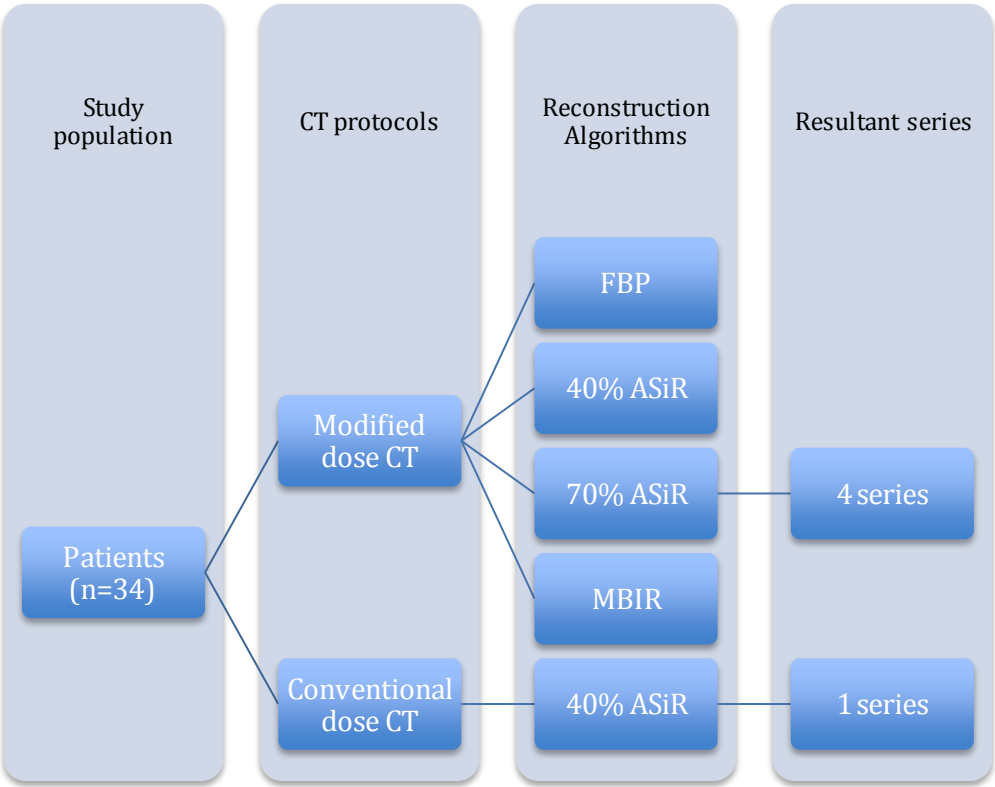 Study
population
CT protocols
Reconstruction
Algorithms
Resultant series
FBP
40% ASiR
Modified
dose CT
70% ASiR
4 series
Patients
(n=34)
MBIR
Conventional
dose CT
40% ASiR
1 series